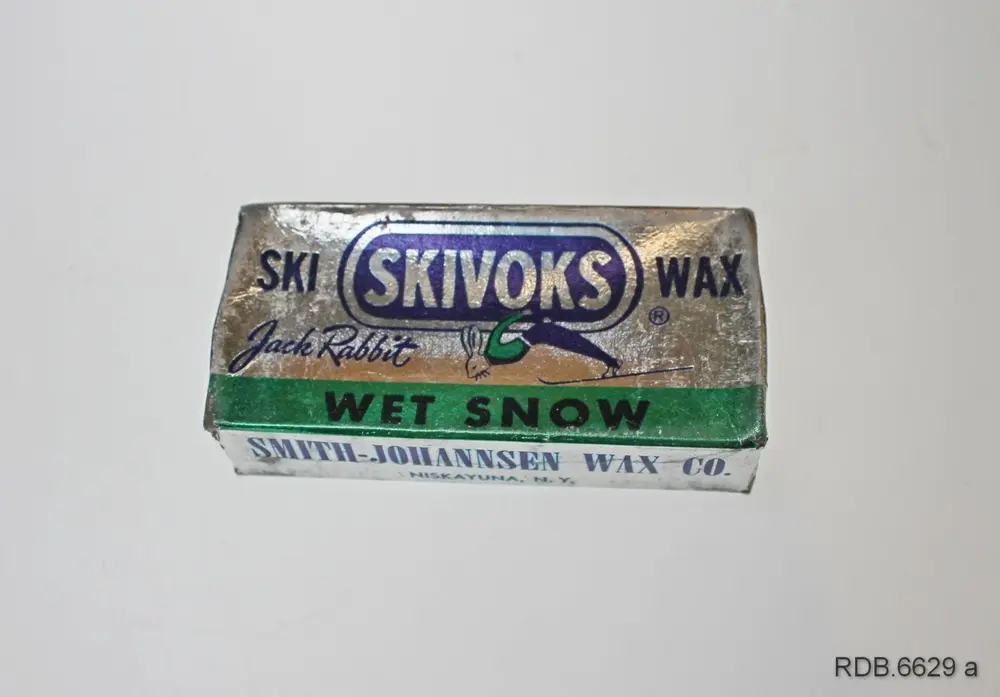 SKI SKIVOKS WAX
®
Jack Rabbit
WET SNOW
SMITH-JOHANNSEN WAX CO.
NISKAYUNA, N.Y.
RDB.6629 a